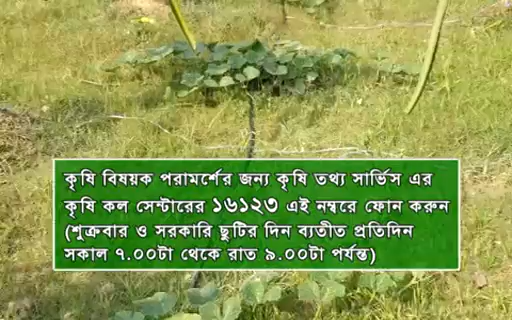 কৃষি বিষয়ক পরামর্শের জন্য কৃষি তথ্য সার্ভিস এর
কৃষি কল সেন্টারের ১৬১২৩ এই নম্বরে ফোন করুন
(শুক্রবার ও সরকারি ছুটির দিন ব্যতীত প্রতিদিন
সকাল ৭.০০টা থেকে রাত ৯.০০টা পর্যন্ত)